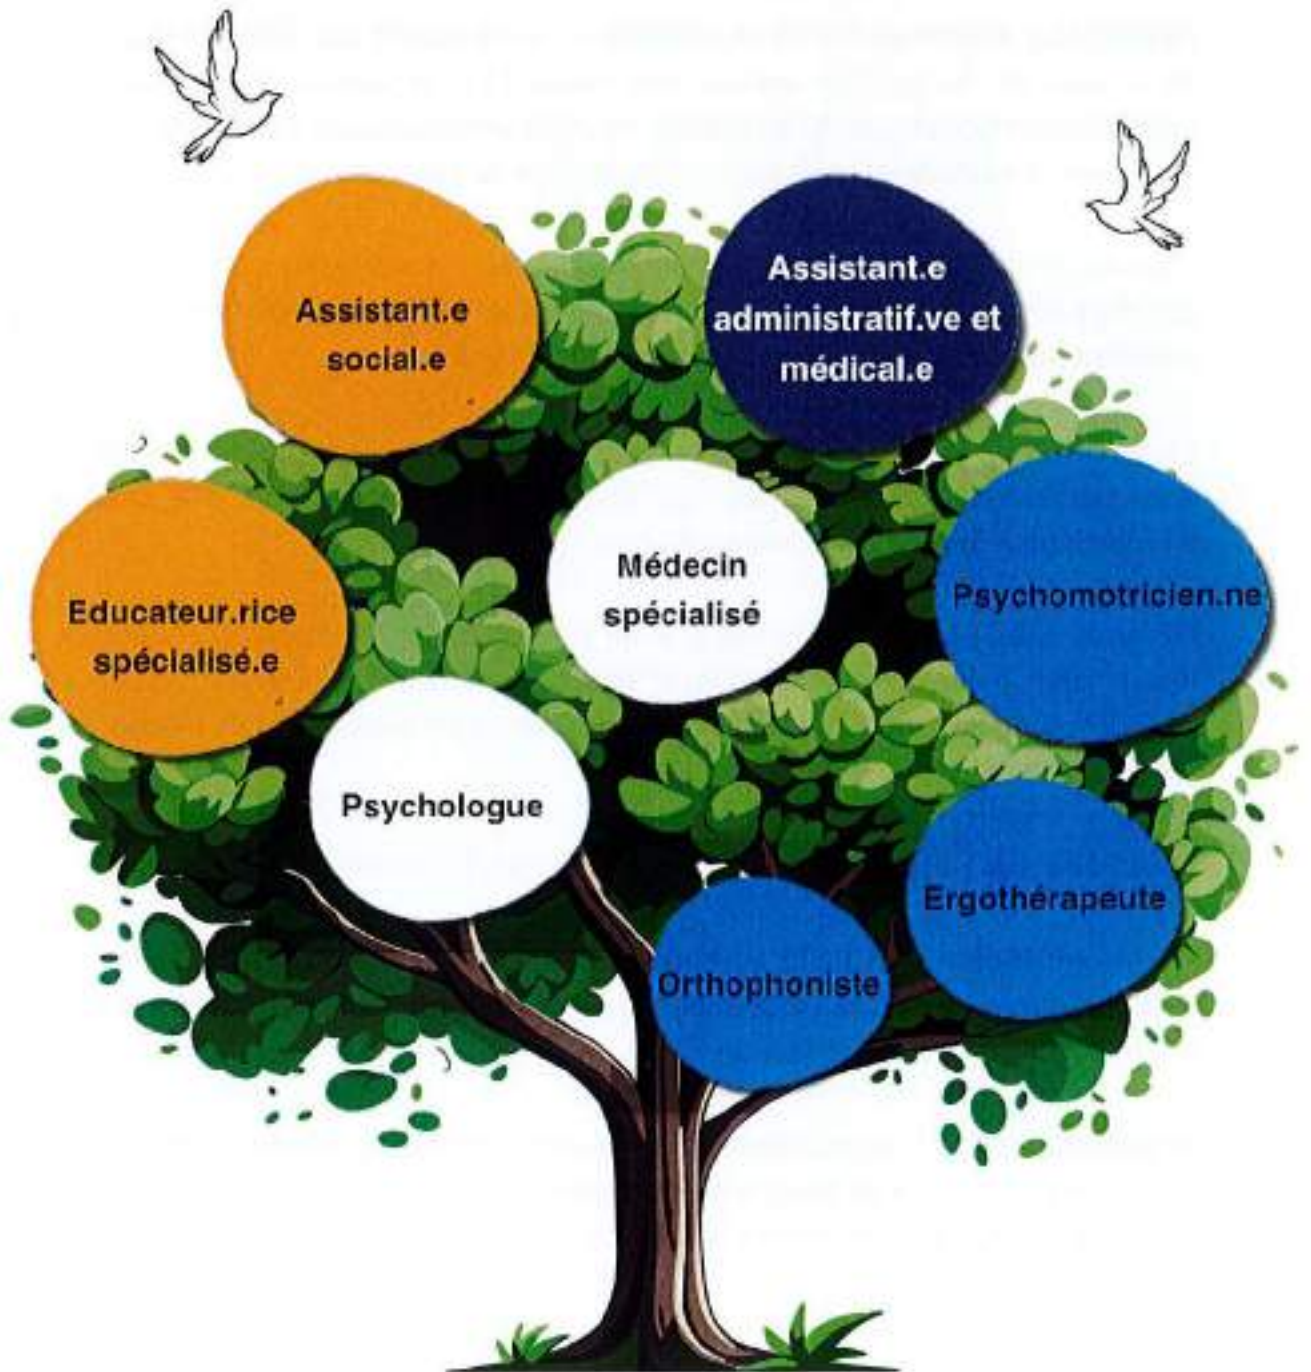 Assistant.e
social.e
Assistant.e
administratif.ve et
médical.e
Educateur.rice
spécialisé.e
Médecin
spécialisé
Psychomotricien.ne
Psychologue
Ergothérapeute
Orthophoniste